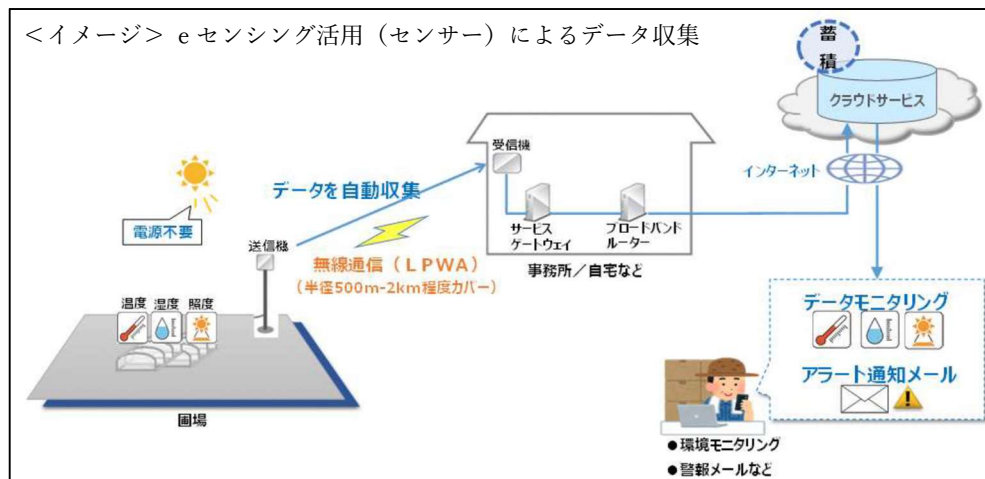 ＜イメージ＞ eセンシング活用（センサー）によるデータ収集
蓄
積
クラウドサービス
受信機
インターネット
データを自動収集
電源不要
サービス
ゲートウェイ
ブロードバンド
ルーター
送信機
無線通信（LPWA）
（半径500m-2km程度カバー）
事務所／自宅など
温度 湿度 照度
データモニタリング
アラート通知メール
圃場
●環境モニタリング
●警報メールなど